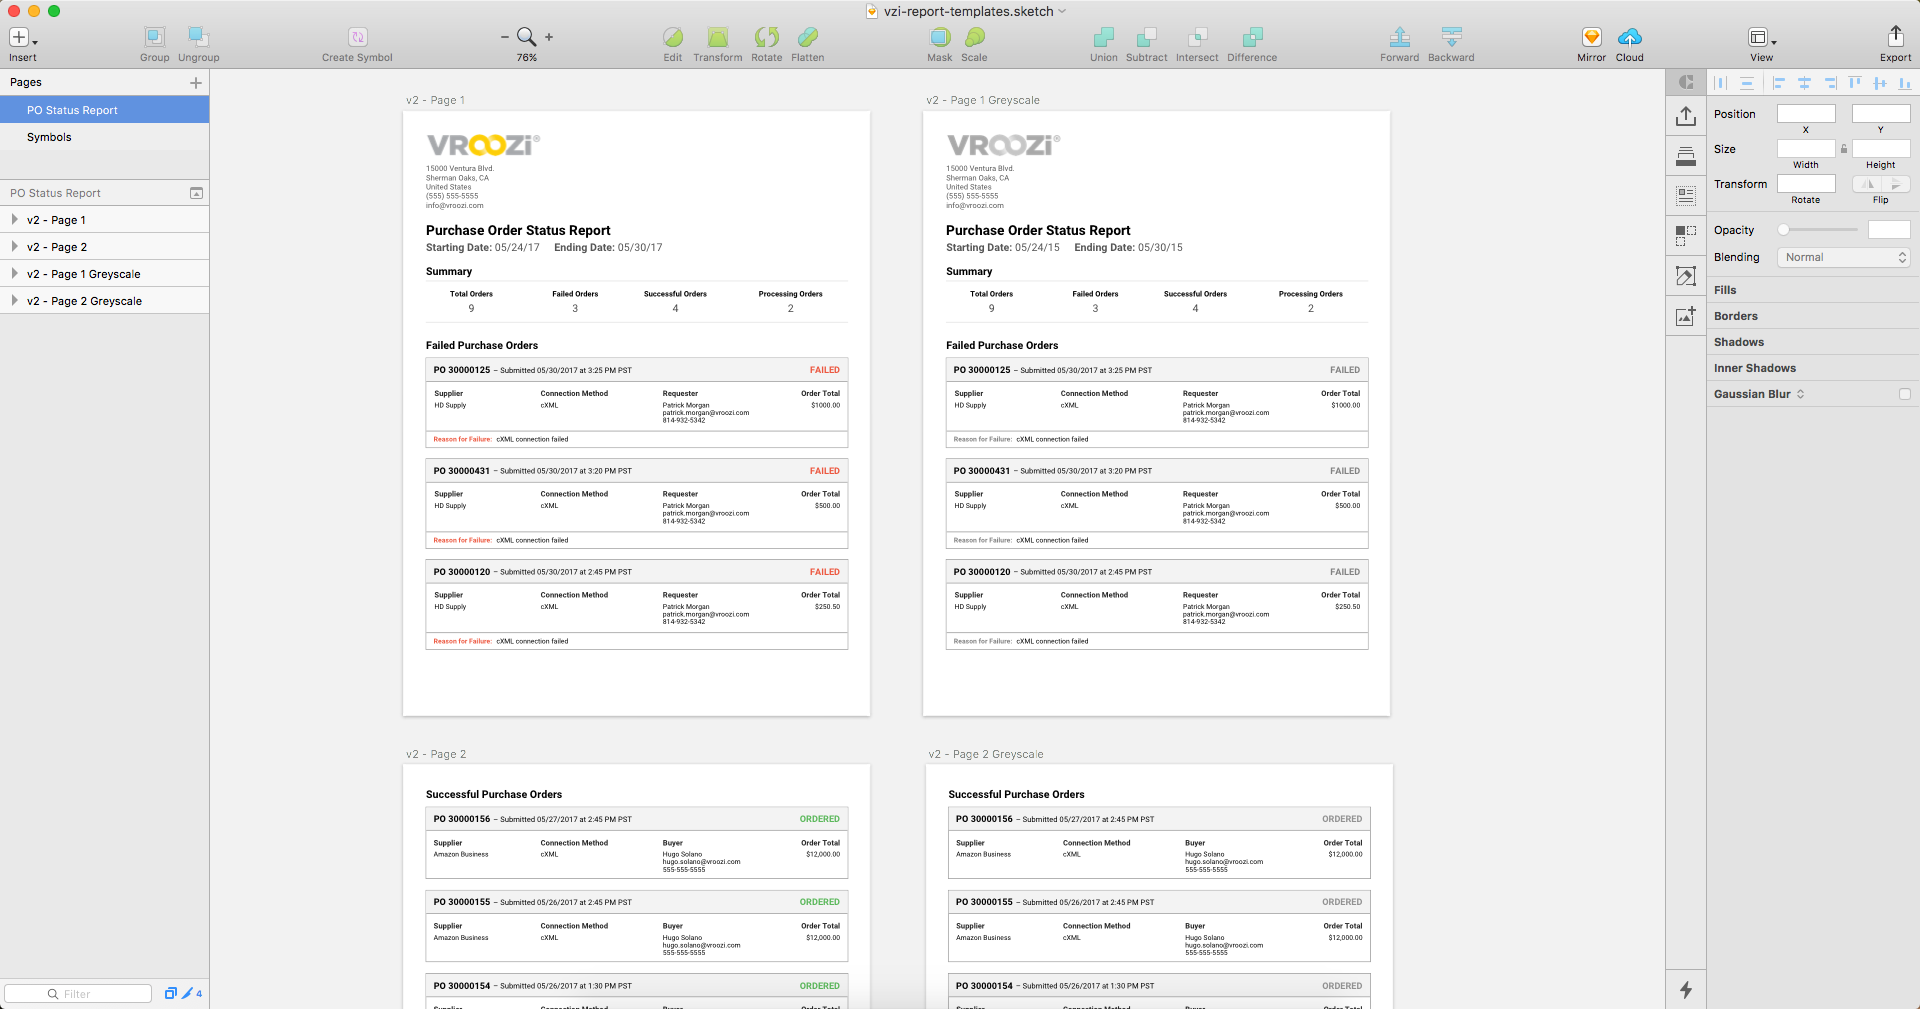 vzi-report-templates.sketch
Insert
Group
Ungroup
Create Symbol
76%
Edit
Transform
Rotate
Flatten
Mask
Scale
Union
Subtract
Intersect
Difference
Forward
Backward
Mirror
Cloud
View
Export
Pages
PO Status Report
Symbols
PO Status Report
v2 - Page 1
v2 - Page 2
v2 - Page 1 Greyscale
v2 - Page 2 Greyscale
Filter
4
v2 - Page 1
VROOZi®
15000 Ventura Blvd.
Sherman Oaks, CA
United States
(555) 555-5555
info@vroozi.com
Purchase Order Status Report
Starting Date: 05/24/17 Ending Date: 05/30/17
Summary
Total Orders Failed Orders Successful Orders Processing Orders
9 3 4 2
Failed Purchase Orders
PO 30000125 – Submitted 05/30/2017 at 3:25 PM PST FAILED
Supplier Connection Method Requester Order Total
HD Supply cXML Patrick Morgan $1000.00
patrick.morgan@vroozi.com
814-932-5342
Reason for Failure: cXML connection failed
PO 30000431 – Submitted 05/30/2017 at 3:20 PM PST FAILED
Supplier Connection Method Requester Order Total
HD Supply cXML Patrick Morgan $500.00
patrick.morgan@vroozi.com
814-932-5342
Reason for Failure: cXML connection failed
PO 30000120 – Submitted 05/30/2017 at 2:45 PM PST FAILED
Supplier Connection Method Requester Order Total
HD Supply cXML Patrick Morgan $250.50
patrick.morgan@vroozi.com
814-932-5342
Reason for Failure: cXML connection failed
v2 - Page 1 Greyscale
VROOZi®
15000 Ventura Blvd.
Sherman Oaks, CA
United States
(555) 555-5555
info@vroozi.com
Purchase Order Status Report
Starting Date: 05/24/15 Ending Date: 05/30/15
Summary
Total Orders Failed Orders Successful Orders Processing Orders
9 3 4 2
Failed Purchase Orders
PO 30000125 – Submitted 05/30/2017 at 3:25 PM PST FAILED
Supplier Connection Method Requester Order Total
HD Supply cXML Patrick Morgan $1000.00
patrick.morgan@vroozi.com
814-932-5342
Reason for Failure: cXML connection failed
PO 30000431 – Submitted 05/30/2017 at 3:20 PM PST FAILED
Supplier Connection Method Requester Order Total
HD Supply cXML Patrick Morgan $500.00
patrick.morgan@vroozi.com
814-932-5342
Reason for Failure: cXML connection failed
PO 30000120 – Submitted 05/30/2017 at 2:45 PM PST FAILED
Supplier Connection Method Requester Order Total
HD Supply cXML Patrick Morgan $250.50
patrick.morgan@vroozi.com
814-932-5342
Reason for Failure: cXML connection failed
v2 - Page 2
Successful Purchase Orders
PO 30000156 – Submitted 05/27/2017 at 2:45 PM PST ORDERED
Supplier Connection Method Buyer Order Total
Amazon Business cXML Hugo Solano $12,000.00
hugo.solano@vroozi.com
555-555-5555
PO 30000155 – Submitted 05/26/2017 at 2:45 PM PST ORDERED
Supplier Connection Method Buyer Order Total
Amazon Business cXML Hugo Solano $12,000.00
hugo.solano@vroozi.com
555-555-5555
PO 30000154 – Submitted 05/26/2017 at 1:30 PM PST ORDERED
Supplier Connection Method Buyer Order Total
v2 - Page 2 Greyscale
Successful Purchase Orders
PO 30000156 – Submitted 05/27/2017 at 2:45 PM PST ORDERED
Supplier Connection Method Buyer Order Total
Amazon Business cXML Hugo Solano $12,000.00
hugo.solano@vroozi.com
555-555-5555
PO 30000155 – Submitted 05/26/2017 at 2:45 PM PST ORDERED
Supplier Connection Method Buyer Order Total
Amazon Business cXML Hugo Solano $12,000.00
hugo.solano@vroozi.com
555-555-5555
PO 30000154 – Submitted 05/26/2017 at 1:30 PM PST ORDERED
Supplier Connection Method Buyer Order Total
Position
X Y
Size
Width Height
Transform
Rotate Flip
Opacity
Blending Normal
Fills
Borders
Shadows
Inner Shadows
Gaussian Blur